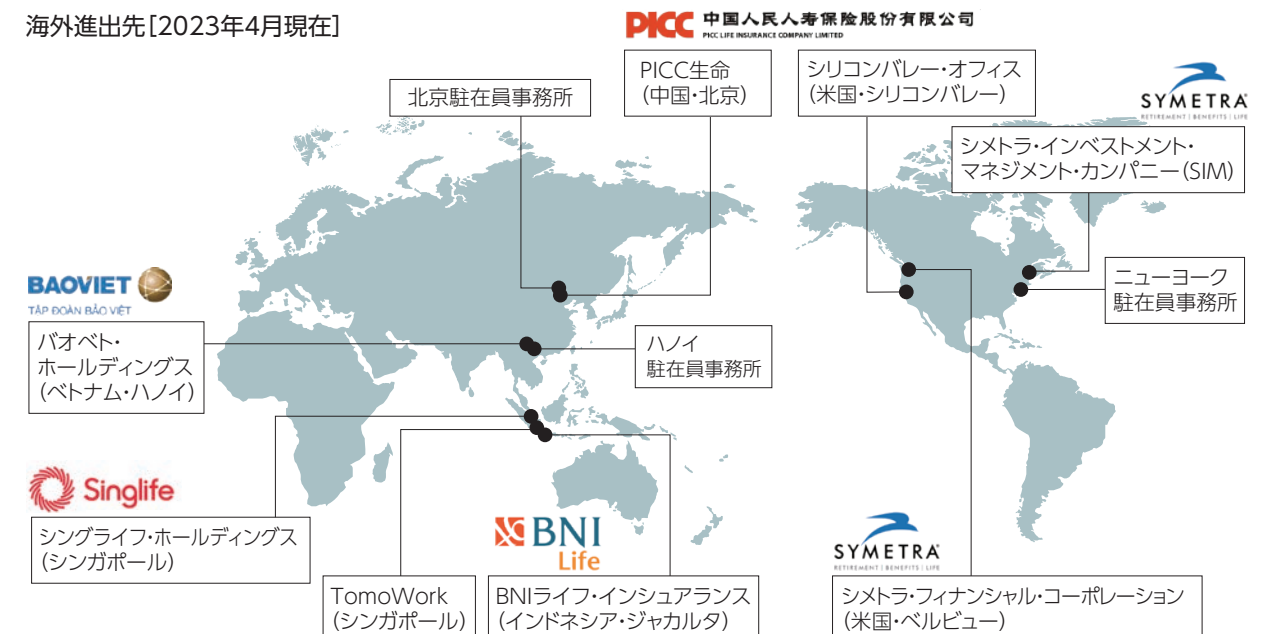 海外進出先[2023年4月現在]
PICC 中国人民人寿保險股份有限公司
PICC LIFE INSURANCE COMPANY LIMITED
北京駐在員事務所
PICC生命
(中国・北京)
シリコンバレー・オフィス
(米国・シリコンバレー)
SYMETRA
RETIREMENT | BENEFITS | LIFE
シメトラ・インベストメント・
マネジメント・カンパニー(SIM)
ニューヨーク
駐在員事務所
BAOVIET
TẬP ĐOÀN BẢO VIỆT
バオベト・
ホールディングス
(ベトナム・ハノイ)
ハノイ
駐在員事務所
Singlife
シングライフ・ホールディングス
(シンガポール)
TomoWork
(シンガポール)
BNI
Life
BNIライフ・インシュアランス
(インドネシア・ジャカルタ)
SYMETRA
RETIREMENT | BENEFITS | LIFE
シメトラ・フィナンシャル・コーポレーション
(米国・ベルビュー)